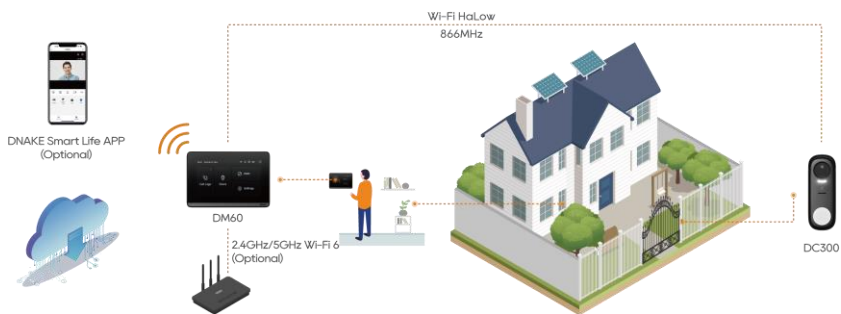 Wi-Fi HaLow
866MHz
DNAKE Smart Life APP
(Optional)
DM60
2.4GHz/5GHz Wi-Fi 6
(Optional)
DC300